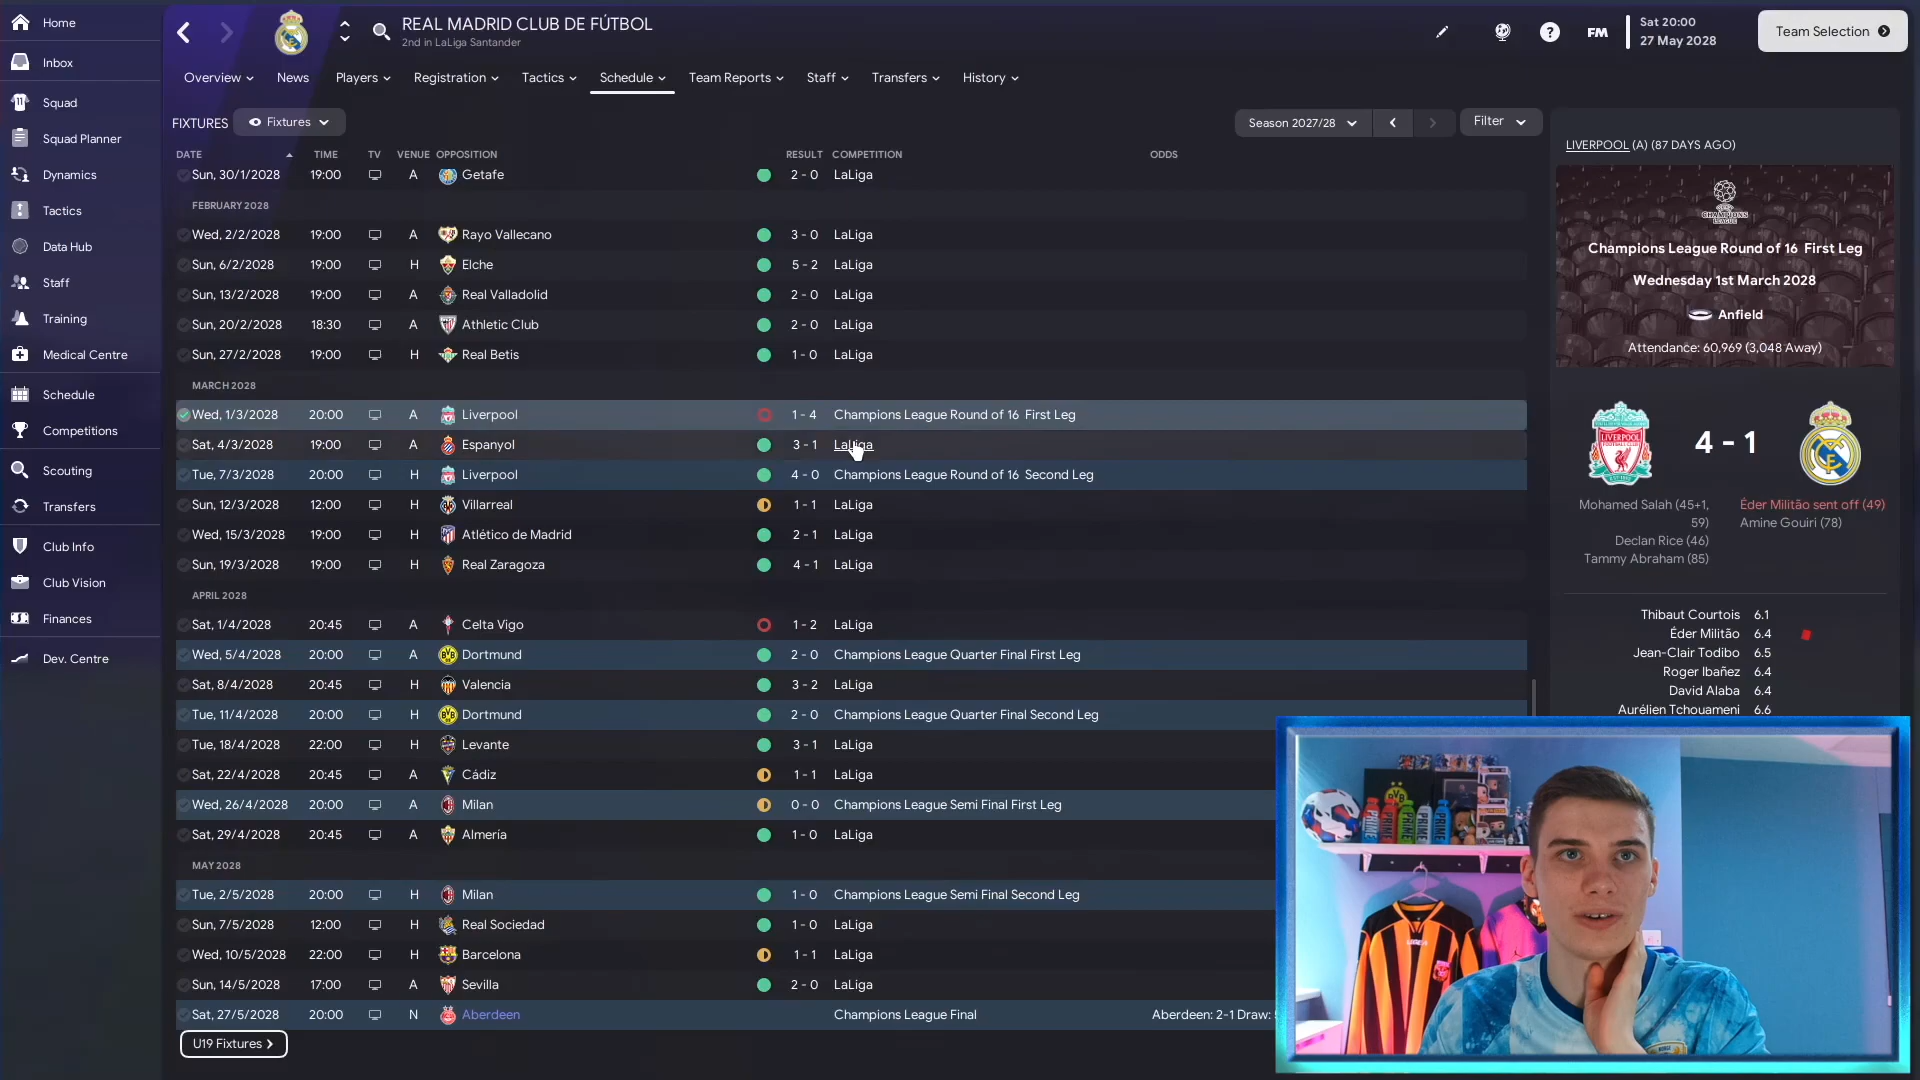 Home
REAL MADRID CLUB DE FÚTBOL
2nd in LaLiga Santander
FM
Sat 20:00
27 May 2028
Team Selection
Inbox
Overview News Players Registration Tactics Schedule Team Reports Staff Transfers History
Squad
Squad Planner
Dynamics
Tactics
Data Hub
Staff
Training
Medical Centre
Schedule
Competitions
Scouting
Transfers
Club Info
Club Vision
Finances
Dev. Centre
FIXTURES Fixtures Season 2027/28 Filter
DATE TIME TV VENUE OPPOSITION RESULT COMPETITION ODDS
Sun, 30/1/2028 19:00 A Getafe 2 - 0 LaLiga
FEBRUARY 2028
Wed, 2/2/2028 19:00 A Rayo Vallecano 3 - 0 LaLiga
Sun, 6/2/2028 19:00 H Elche 5 - 2 LaLiga
Sun, 13/2/2028 19:00 A Real Valladolid 2 - 0 LaLiga
Sun, 20/2/2028 18:30 A Athletic Club 2 - 0 LaLiga
Sun, 27/2/2028 19:00 H Real Betis 1 - 0 LaLiga
MARCH 2028
Wed, 1/3/2028 20:00 A Liverpool 1 - 4 Champions League Round of 16 First Leg
Sat, 4/3/2028 19:00 A Espanyol 3 - 1 LaLiga
Tue, 7/3/2028 20:00 H Liverpool 4 - 0 Champions League Round of 16 Second Leg
Sun, 12/3/2028 12:00 H Villarreal 1 - 1 LaLiga
Wed, 15/3/2028 19:00 H Atlético de Madrid 2 - 1 LaLiga
Sun, 19/3/2028 19:00 H Real Zaragoza 4 - 1 LaLiga
APRIL 2028
Sat, 1/4/2028 20:45 A Celta Vigo 1 - 2 LaLiga
Wed, 5/4/2028 20:00 A Dortmund 2 - 0 Champions League Quarter Final First Leg
Sat, 8/4/2028 20:45 H Valencia 3 - 2 LaLiga
Tue, 11/4/2028 20:00 H Dortmund 2 - 0 Champions League Quarter Final Second Leg
Tue, 18/4/2028 22:00 H Levante 3 - 1 LaLiga
Sat, 22/4/2028 20:45 A Cádiz 1 - 1 LaLiga
Wed, 26/4/2028 20:00 A Milan 0 - 0 Champions League Semi Final First Leg
Sat, 29/4/2028 20:45 A Almería 1 - 0 LaLiga
MAY 2028
Tue, 2/5/2028 20:00 H Milan 1 - 0 Champions League Semi Final Second Leg
Sun, 7/5/2028 12:00 H Real Sociedad 1 - 0 LaLiga
Wed, 10/5/2028 22:00 H Barcelona 1 - 1 LaLiga
Sun, 14/5/2028 17:00 A Sevilla 2 - 0 LaLiga
Sat, 27/5/2028 20:00 N Aberdeen Champions League Final Aberdeen: 2-1 Draw:
U19 Fixtures
LIVERPOOL (A) (87 DAYS AGO)
Champions League Round of 16 First Leg
Wednesday 1st March 2028
Anfield
Attendance: 60,969 (3,048 Away)
4 - 1
Mohamed Salah (45+1,
59)
Declan Rice (46)
Tammy Abraham (85)
Éder Militão sent off (49)
Amine Gouiri (78)
Thibaut Courtois 6.1
Éder Militão 6.4
Jean-Clair Todibo 6.5
Roger Ibañez 6.4
David Alaba 6.4
Aurélien Tchouameni 6.6
PRIME PRIME PRIME PRIME